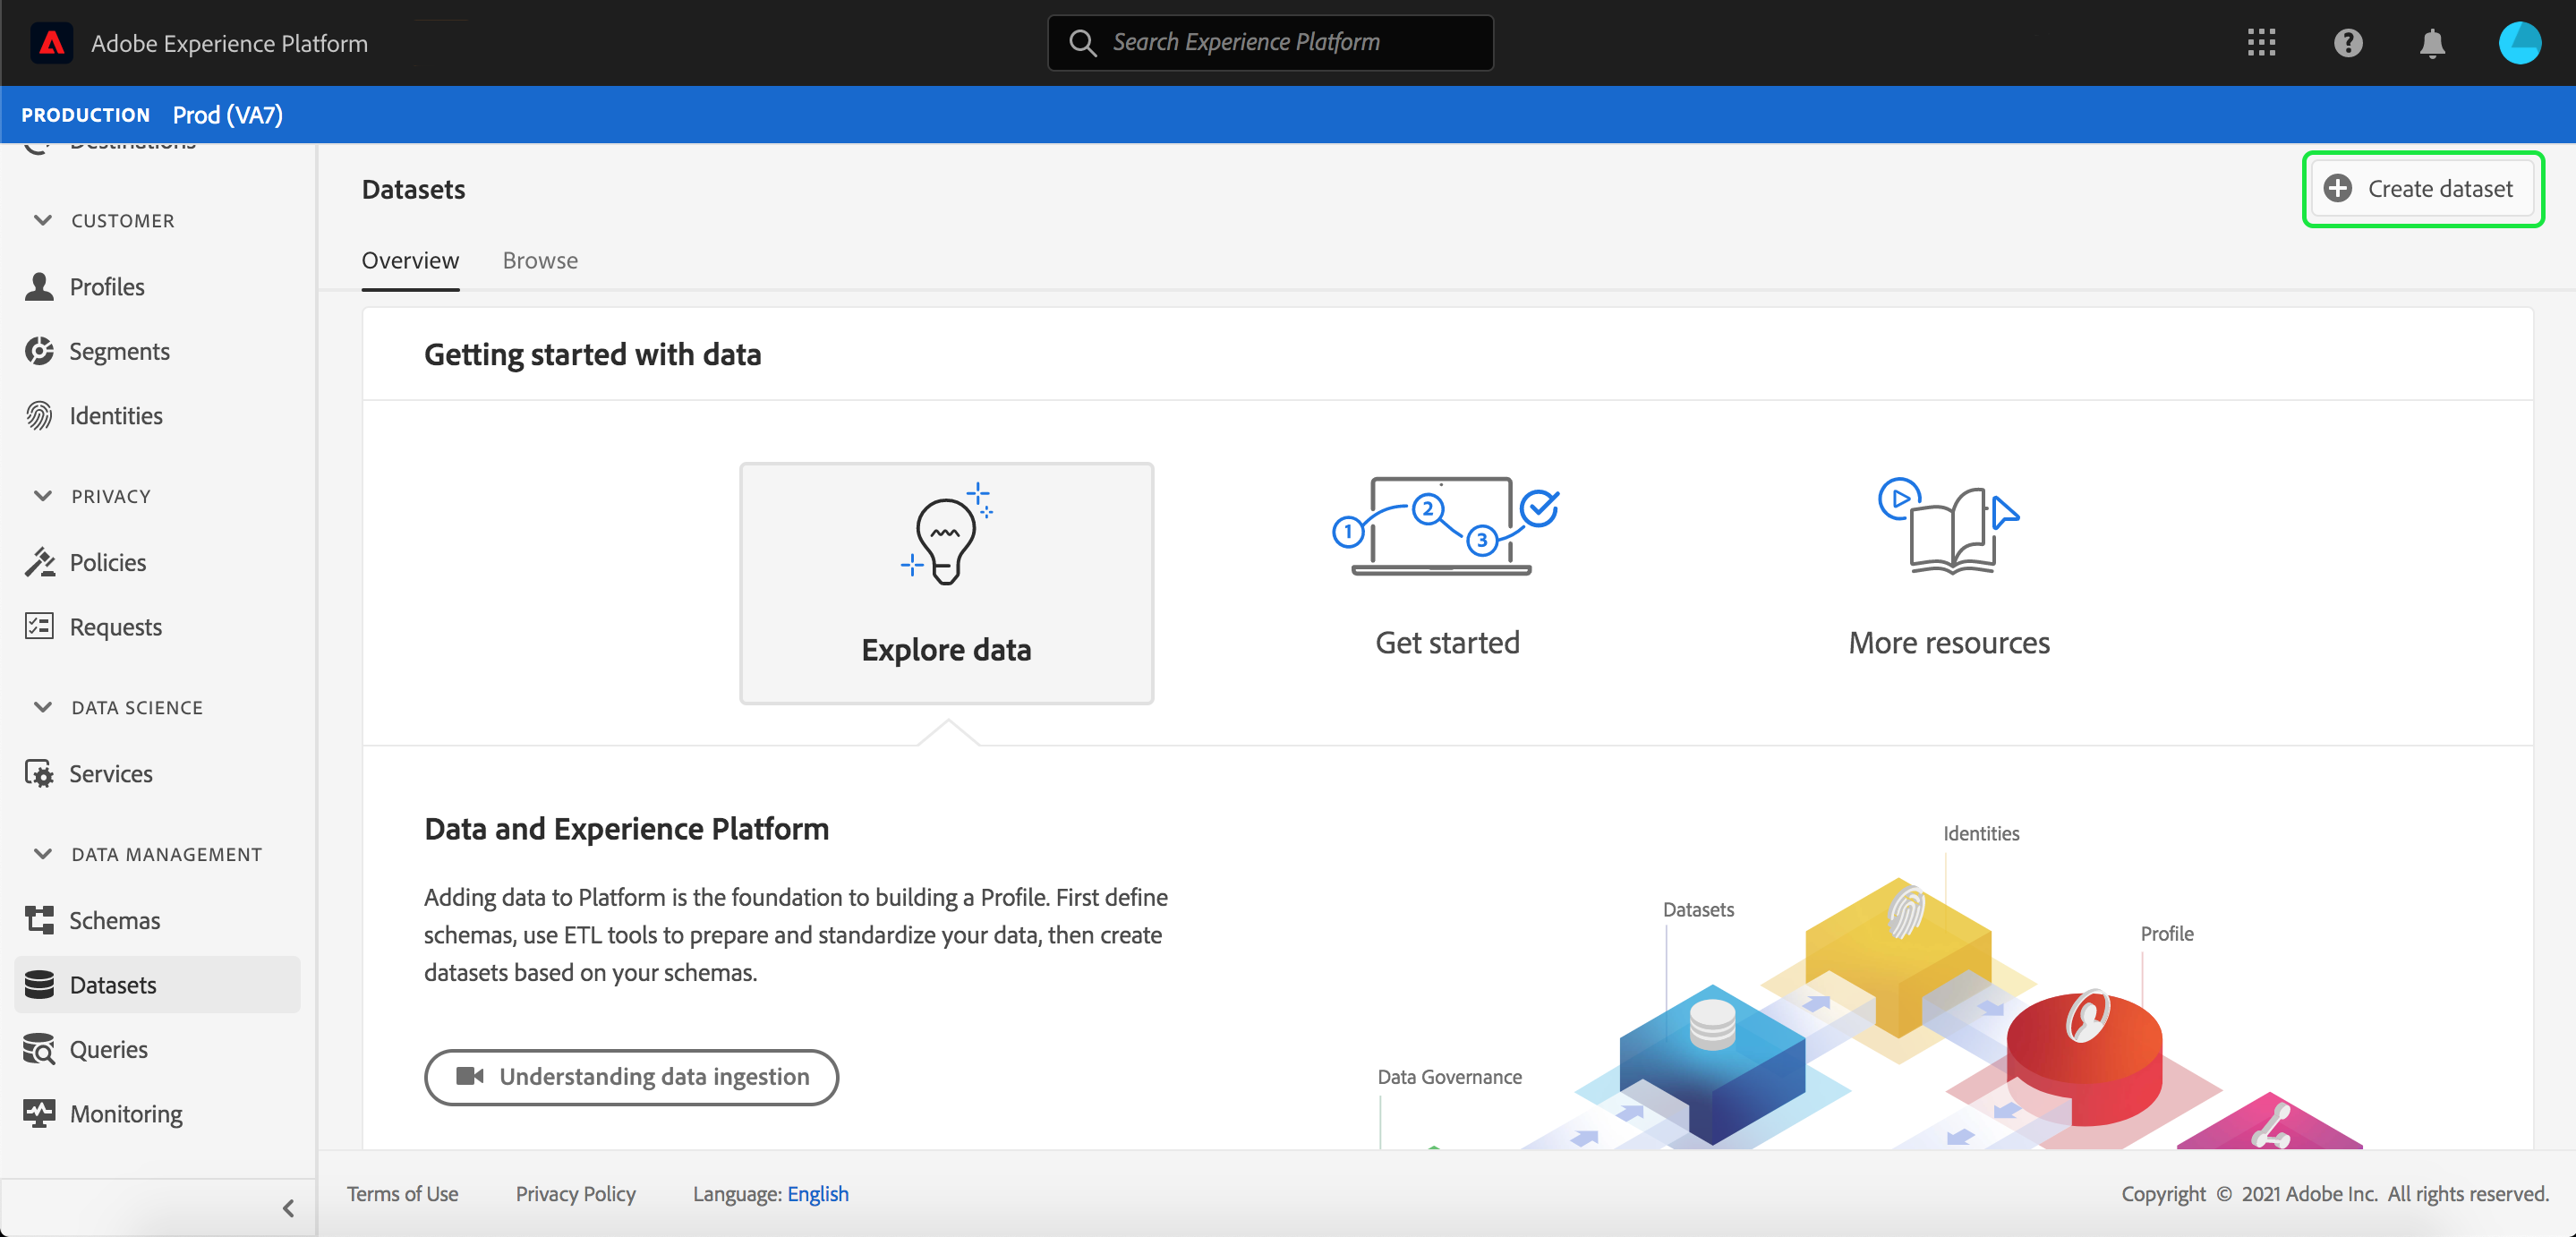 Adobe Experience Platform
Search Experience Platform
PRODUCTION Prod (VA7)
Destinations
CUSTOMER
Profiles
Segments
Identities
PRIVACY
Policies
Requests
DATA SCIENCE
Services
DATA MANAGEMENT
Schemas
Datasets
Queries
Monitoring
Datasets
Create dataset
Overview Browse
Getting started with data
1 2 3
Explore data
Get started
More resources
Data and Experience Platform
Adding data to Platform is the foundation to building a Profile. First define
schemas, use ETL tools to prepare and standardize your data, then create
datasets based on your schemas.
Understanding data ingestion
Identities
Datasets
Profile
Data Governance
Terms of Use Privacy Policy Language: English
Copyright © 2021 Adobe Inc. All rights reserved.